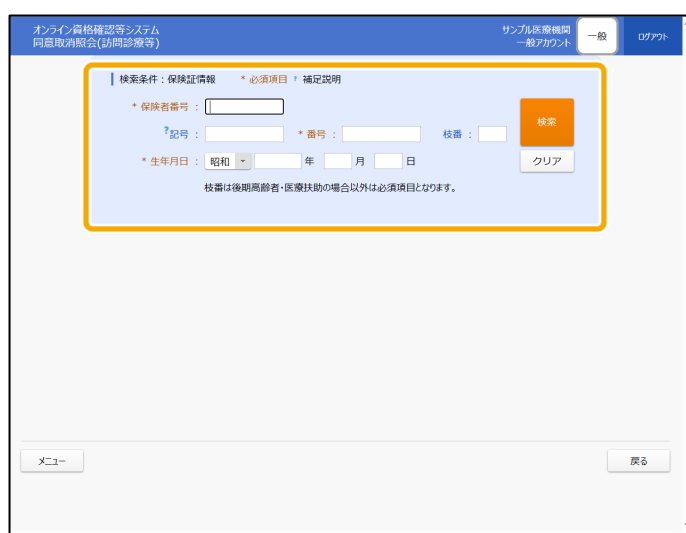 オンライン資格確認等システム
同意取消照会(訪問診療等)
サンプル医療機関
一般アカウント
一般
ログアウト
検索条件：保険証情報 * 必須項目 ? 補足説明
* 保険者番号 :
?記号 : * 番号 : 枝番 :
検索
* 生年月日 : 昭和 年 月 日
クリア
枝番は後期高齢者・医療扶助の場合以外は必須項目となります。
メニュー
戻る